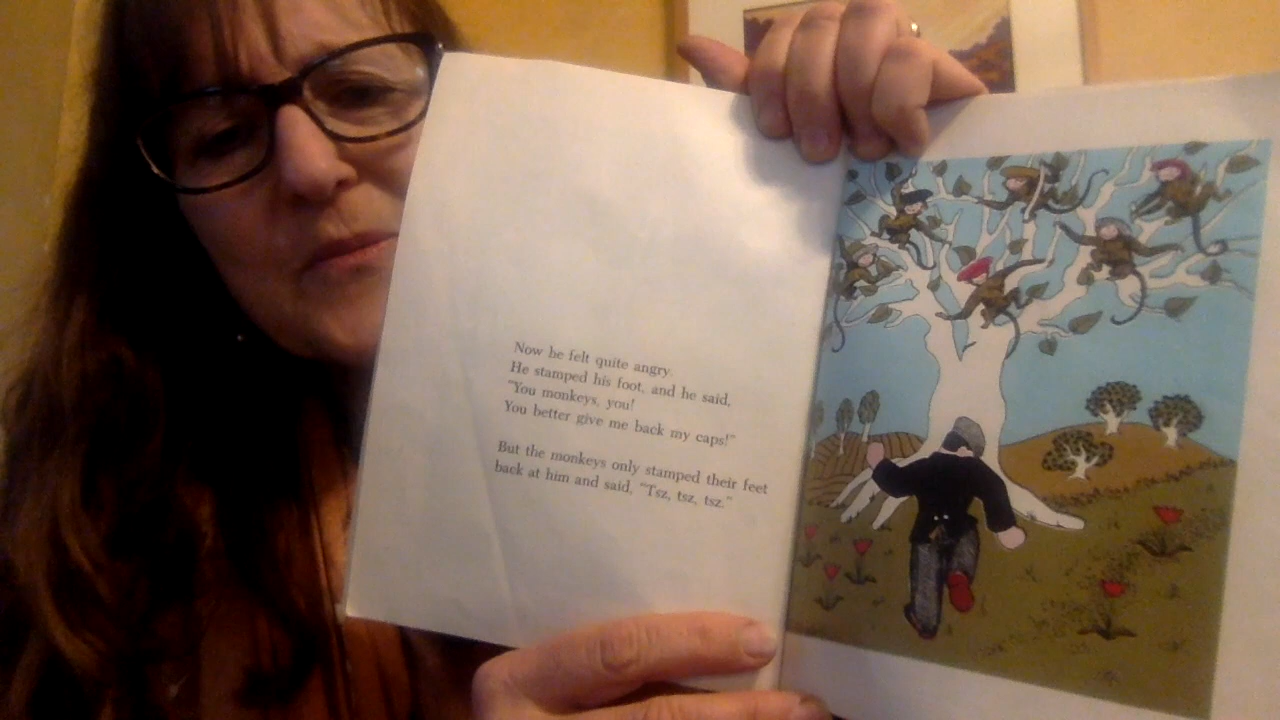 Now he felt quite angry.
He stamped his foot, and he said,
"You monkeys, you!
You better give me back my caps!"
But the monkeys only stamped their feet
back at him and said, "Tsz, tsz, tsz."